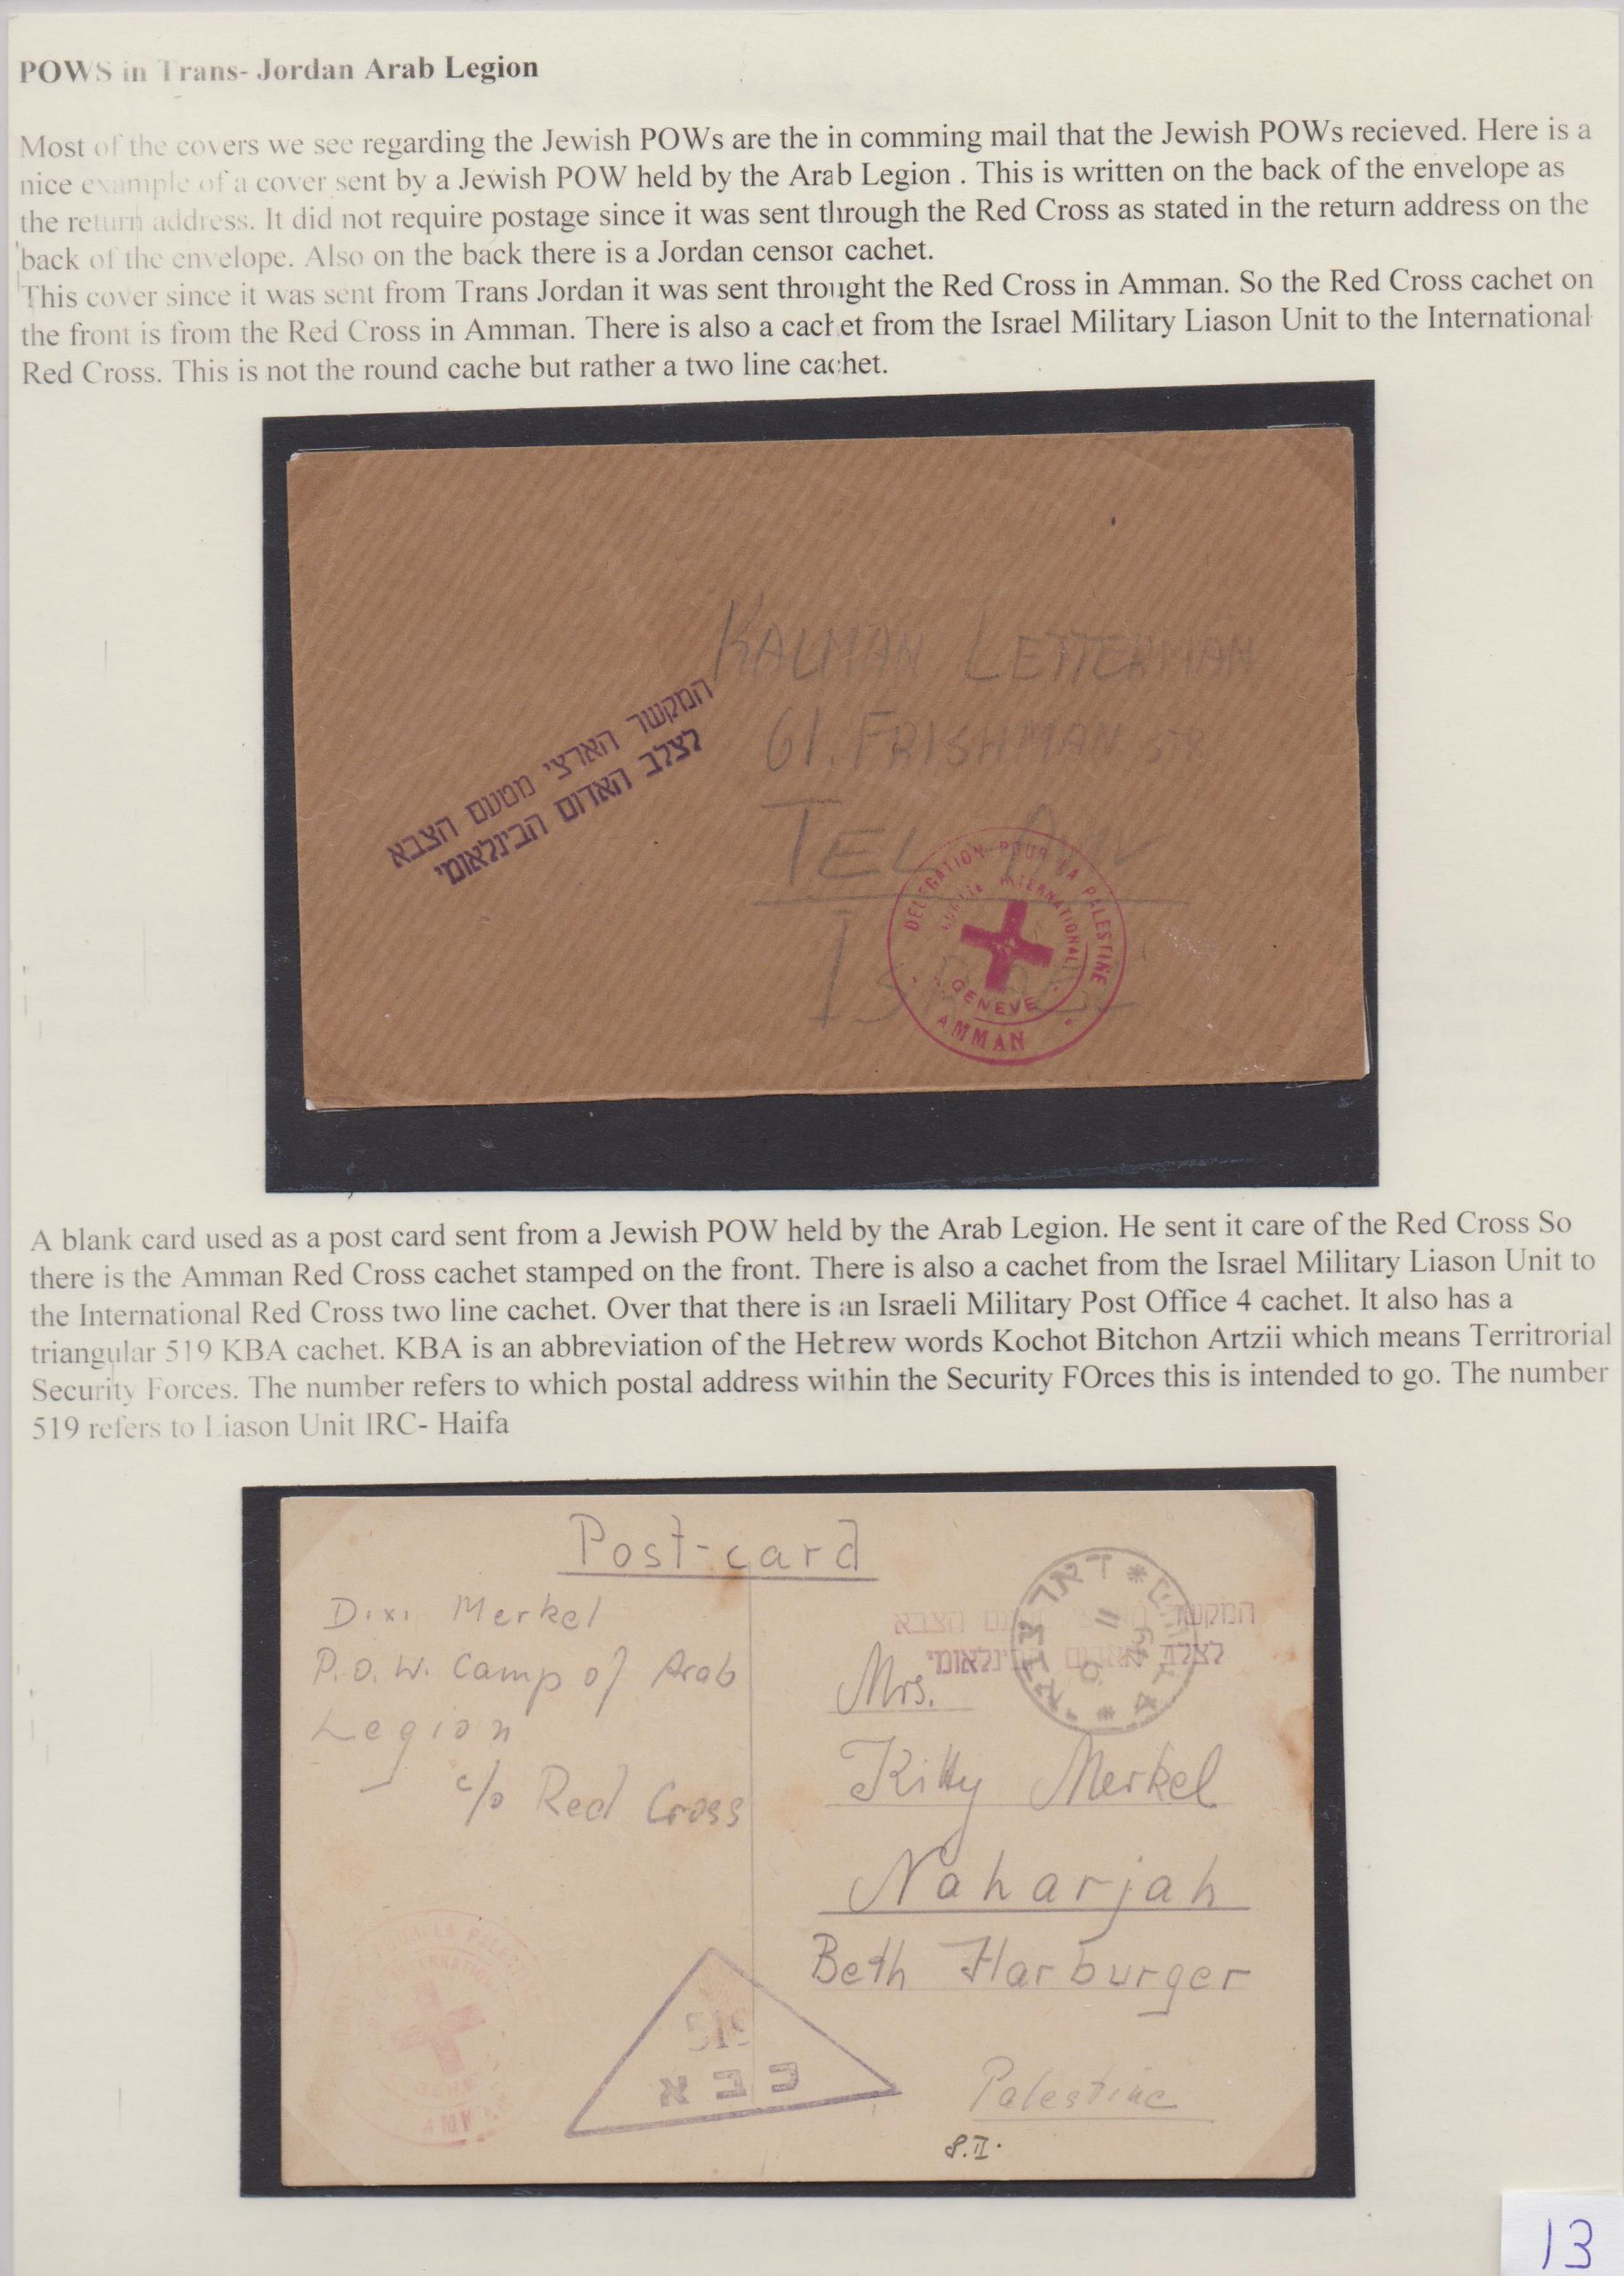 POWS in Trans- Jordan Arab Legion
Most of the covers we see regarding the Jewish POWs are the in comming mail that the Jewish POWs recieved. Here is a
nice example of a cover sent by a Jewish POW held by the Arab Legion . This is written on the back of the envelope as
the return address. It did not require postage since it was sent through the Red Cross as stated in the return address on the
back of the envelope. Also on the back there is a Jordan censor cachet.
This cover since it was sent from Trans Jordan it was sent throught the Red Cross in Amman. So the Red Cross cachet on
the front is from the Red Cross in Amman. There is also a cachet from the Israel Military Liason Unit to the International
Red Cross. This is not the round cache but rather a two line cachet.
KALMAN LETTERMAN
61. FRISHMAN STR
TEL AVIV
ISRAEL
המקשר הארצי מטעם הצבא
לצלב האדום הבינלאומי
DELEGATION POUR LA PALESTINE
INTERNATIONAL
GENEVE
AMMAN
A blank card used as a post card sent from a Jewish POW held by the Arab Legion. He sent it care of the Red Cross So
there is the Amman Red Cross cachet stamped on the front. There is also a cachet from the Israel Military Liason Unit to
the International Red Cross two line cachet. Over that there is an Israeli Military Post Office 4 cachet. It also has a
triangular 519 KBA cachet. KBA is an abbreviation of the Hebrew words Kochot Bitchon Artzii which means Territrorial
Security Forces. The number refers to which postal address within the Security FOrces this is intended to go. The number
519 refers to Liason Unit IRC- Haifa
Post-card
Dixi Merkel
P.O.W. Camp of Arab
Legion
c/o Red Cross
המקשר הצבא
לצלב הבינלאומי
דאר צבאי
4
Mrs.
Kitty Merkel
Naharjah
Beth Harburger
Palestine
8.II.
519
כבא
LA PALEST
13